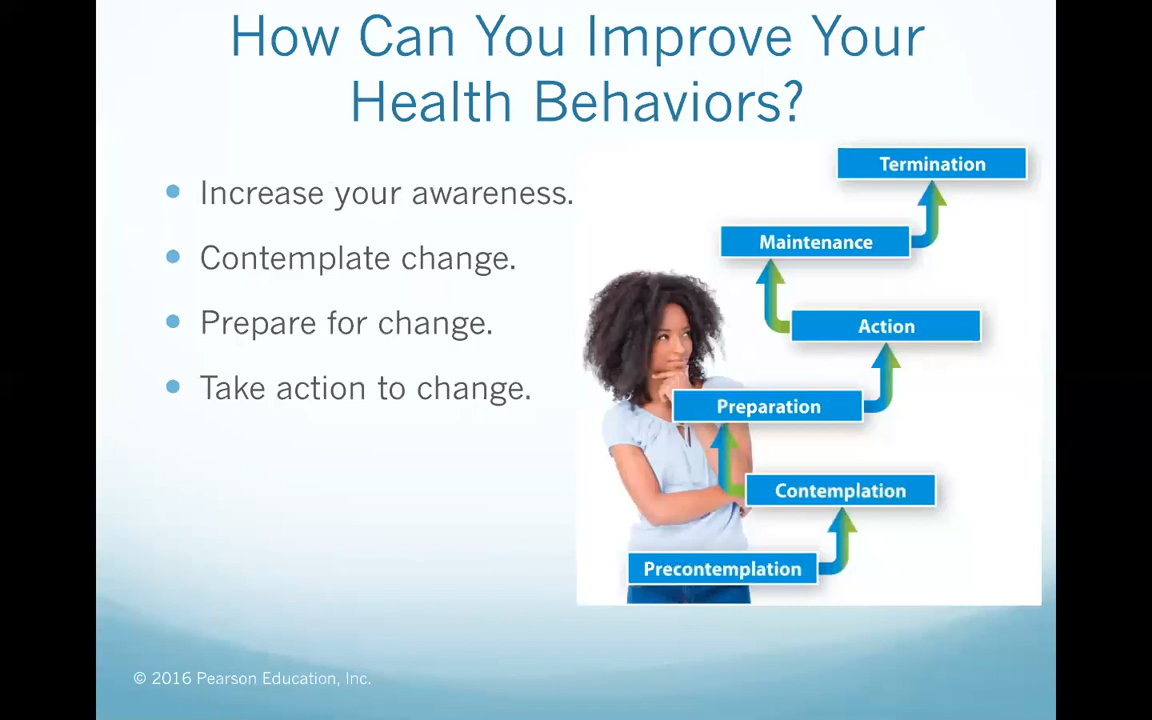 How Can You Improve Your
Health Behaviors?
Increase your awareness.
Contemplate change.
Prepare for change.
Take action to change.
Termination
Maintenance
Action
Preparation
Contemplation
Precontemplation
© 2016 Pearson Education, Inc.